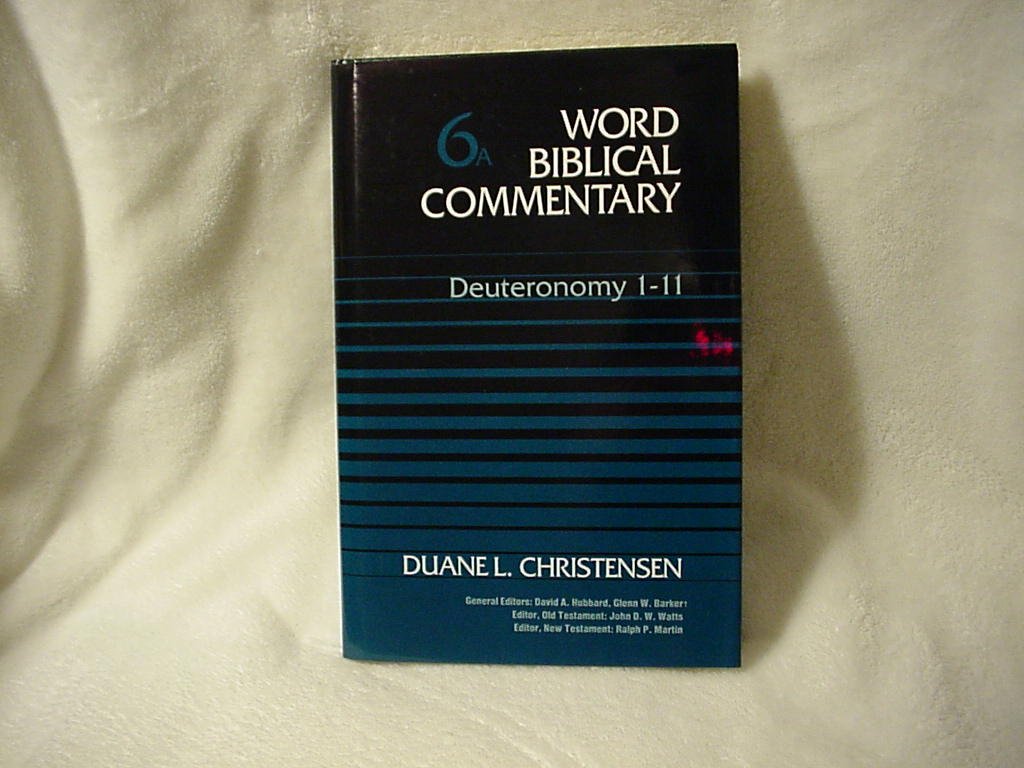 6A
WORD
BIBLICAL
COMMENTARY
Deuteronomy 1-11
DUANE L. CHRISTENSEN
General Editors: David A. Hubbard, Glenn W. Barker†
Editor, Old Testament: John D. W. Watts
Editor, New Testament: Ralph P. Martin